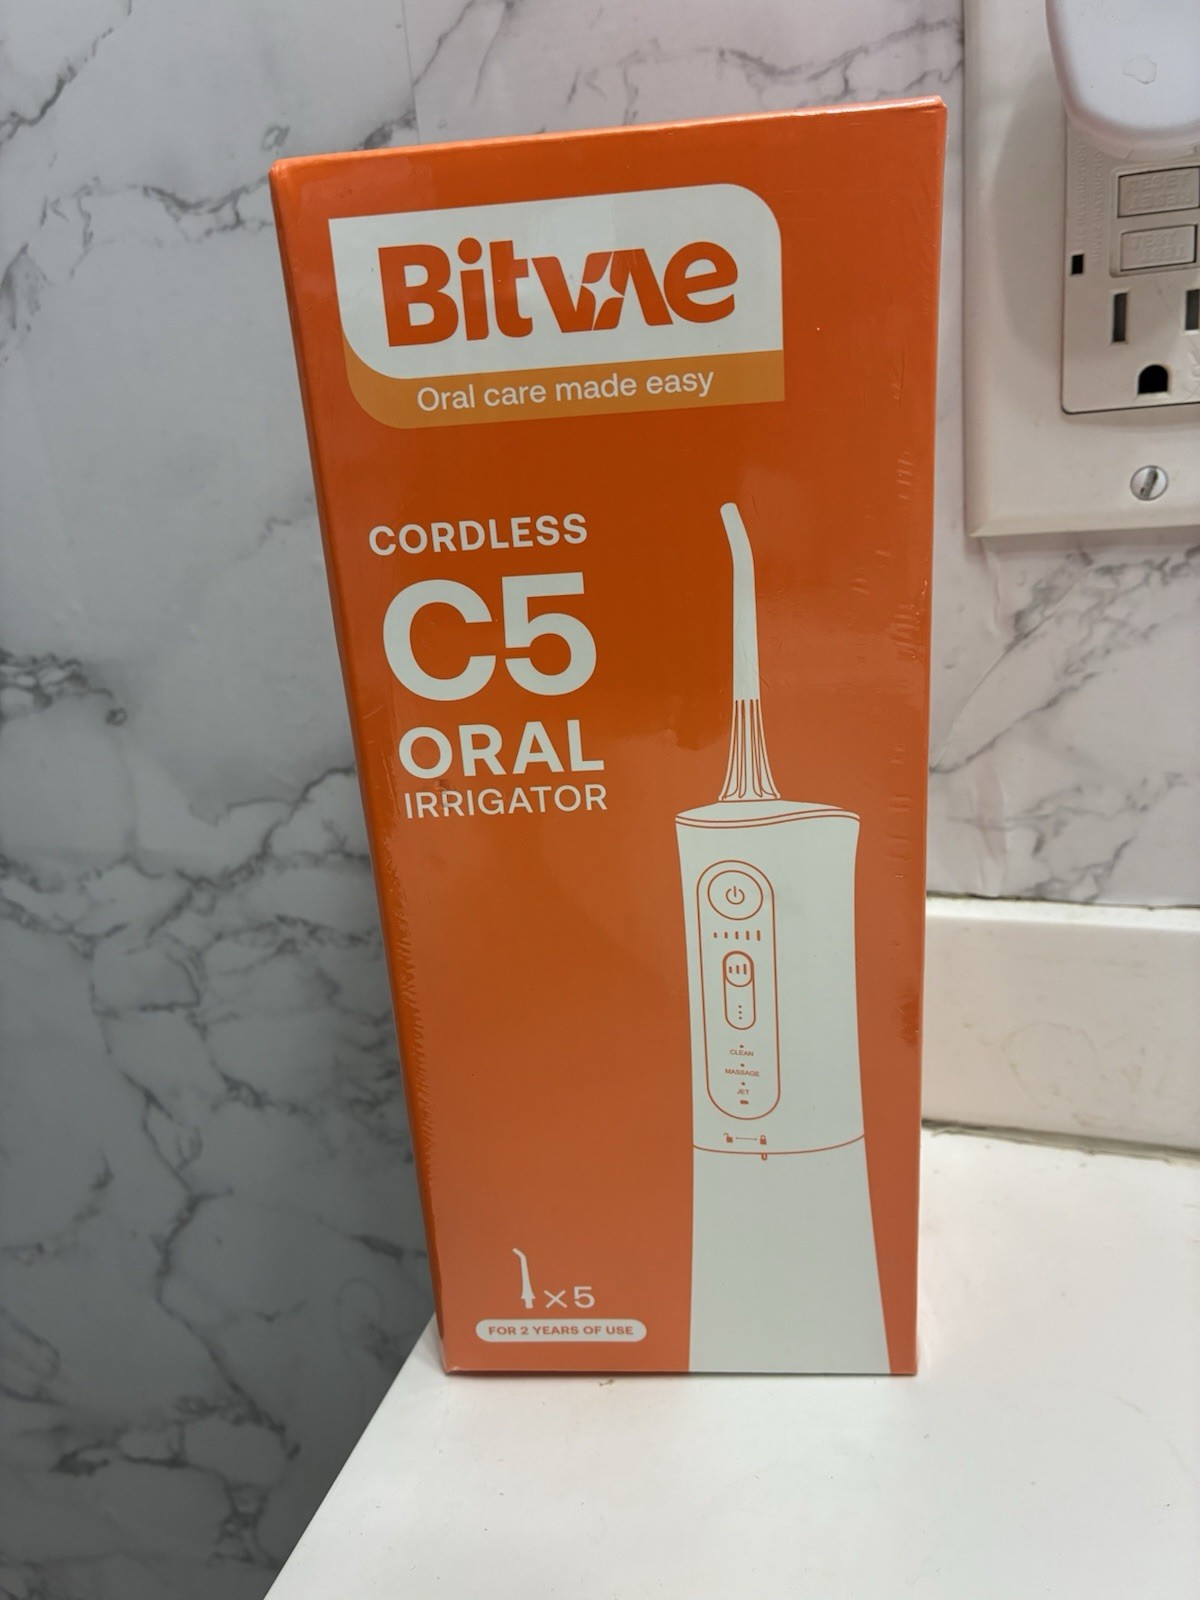 Bitvae
Oral care made easy
CORDLESS
C5
ORAL
IRRIGATOR
CLEAN
MASSAGE
JET
×5
FOR 2 YEARS OF USE